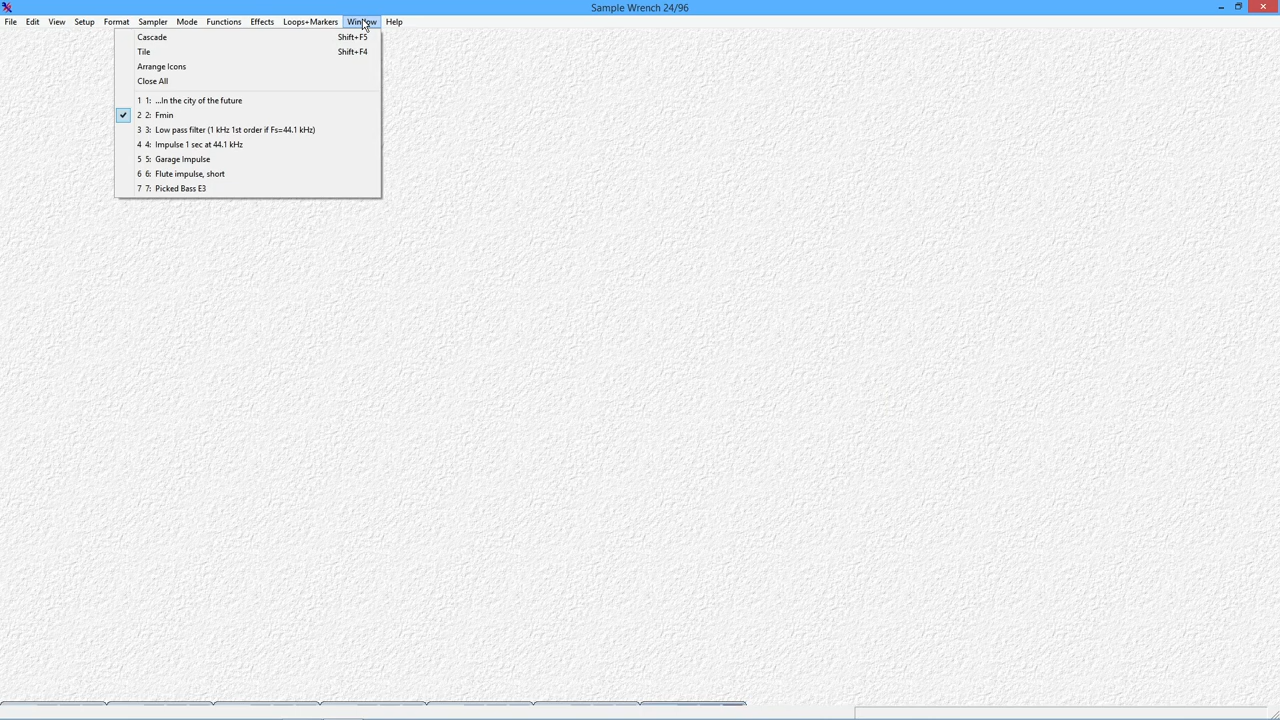 Sample Wrench 24/96
File Edit View Setup Format Sampler Mode Functions Effects Loops+Markers Window Help
Cascade Shift+F5
Tile Shift+F4
Arrange Icons
Close All
1 1: ...In the city of the future
2 2: Fmin
3 3: Low pass filter (1 kHz 1st order if Fs=44.1 kHz)
4 4: Impulse 1 sec at 44.1 kHz
5 5: Garage Impulse
6 6: Flute impulse, short
7 7: Picked Bass E3